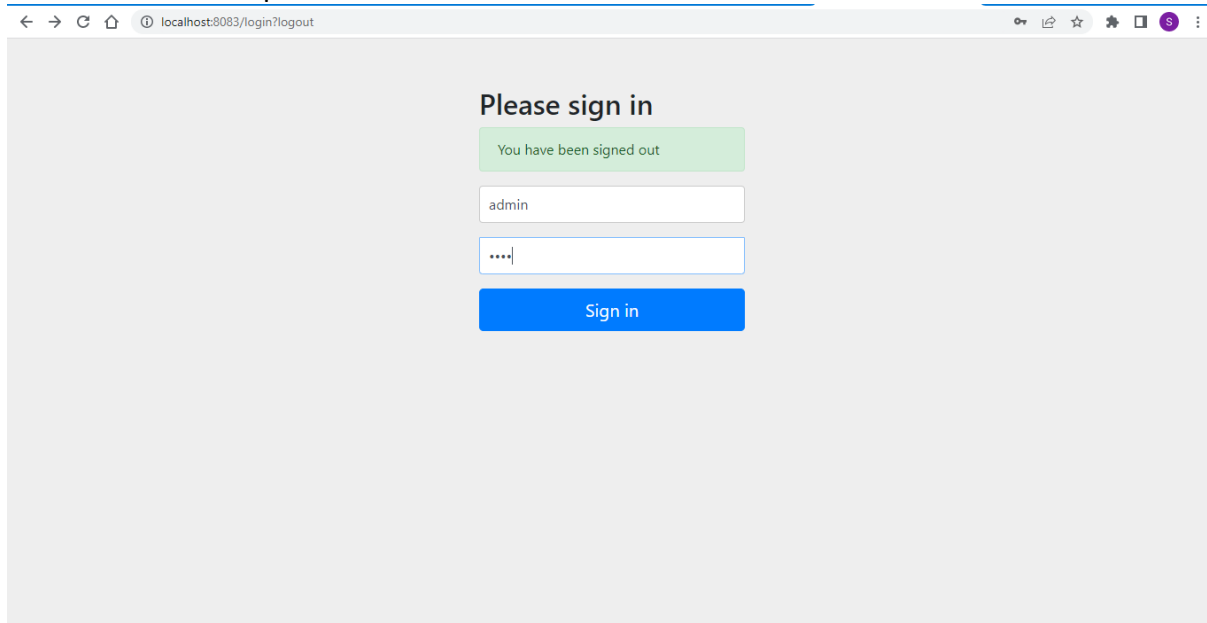 localhost:8083/login?logout
S
Please sign in
You have been signed out
admin
••••
Sign in